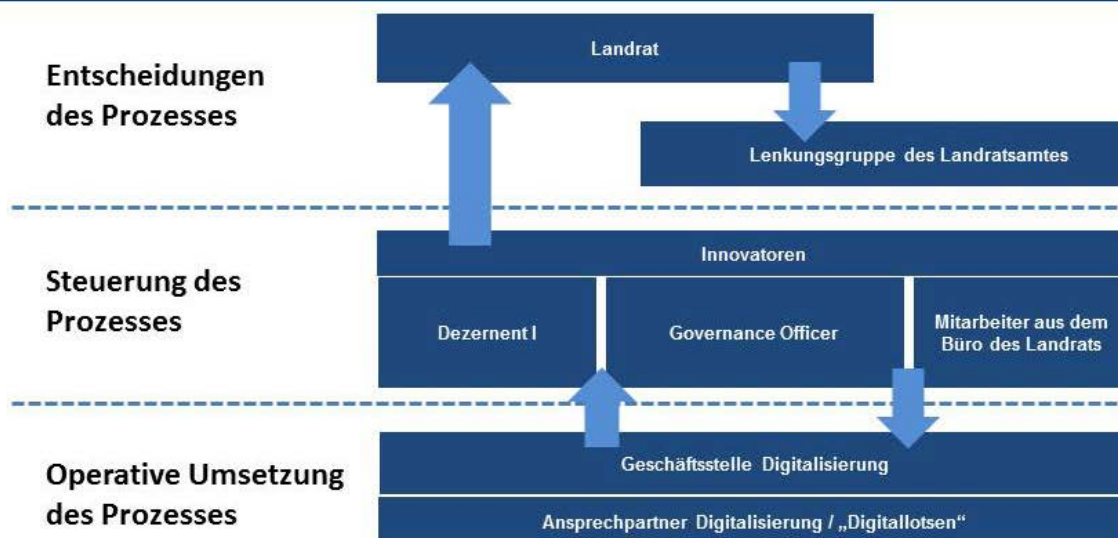 Entscheidungen
des Prozesses
Landrat
Lenkungsgruppe des Landratsamtes
Steuerung des
Prozesses
Innovatoren
Dezernent I
Governance Officer
Mitarbeiter aus dem
Büro des Landrats
Operative Umsetzung
des Prozesses
Geschäftsstelle Digitalisierung
Ansprechpartner Digitalisierung / „Digitallotsen“